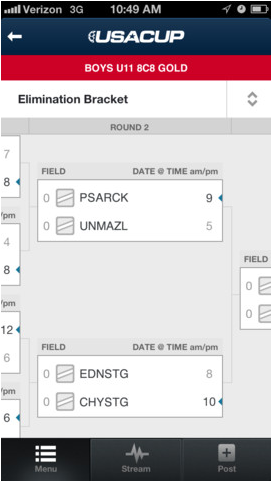 Verizon 3G 10:49 AM
USACUP
BOYS U11 8C8 GOLD
Elimination Bracket
ROUND 2
7
8
/pm
4
8
/pm
12
6
/pm
6
FIELD DATE @ TIME am/pm
0 PSARCK 9
0 UNMAZL 5
FIELD
0
0
FIELD DATE @ TIME am/pm
0 EDNSTG 8
0 CHYSTG 10
Menu Stream Post